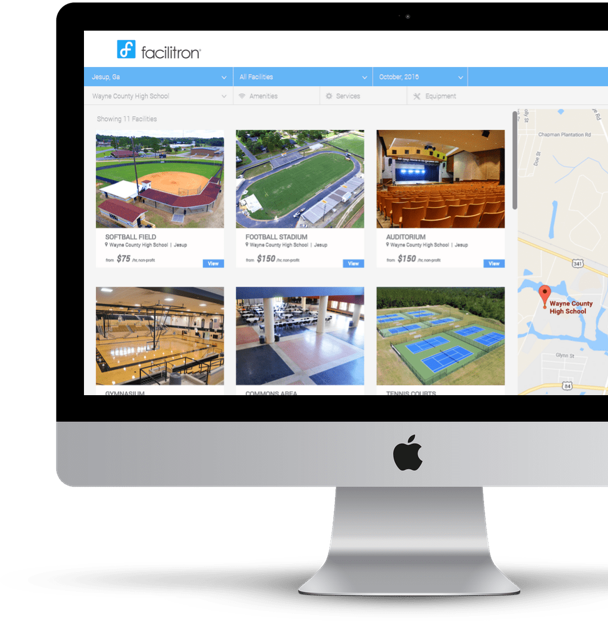 facilitron
Jesup, Ga
All Facilities
October, 2016
Wayne County High School
Amenities
Services
Equipment
Showing 11 Facilities
SOFTBALL FIELD
Wayne County High School | Jesup
from $75 /hr, non-profit
View
FOOTBALL STADIUM
Wayne County High School | Jesup
from $150 /hr, non-profit
View
AUDITORIUM
Wayne County High School | Jesup
from $150 /hr, non-profit
View
GYMNASIUM
COMMONS AREA
TENNIS COURTS
Chapman Plantation Rd
341
Wayne County
High School
Glynn St
84